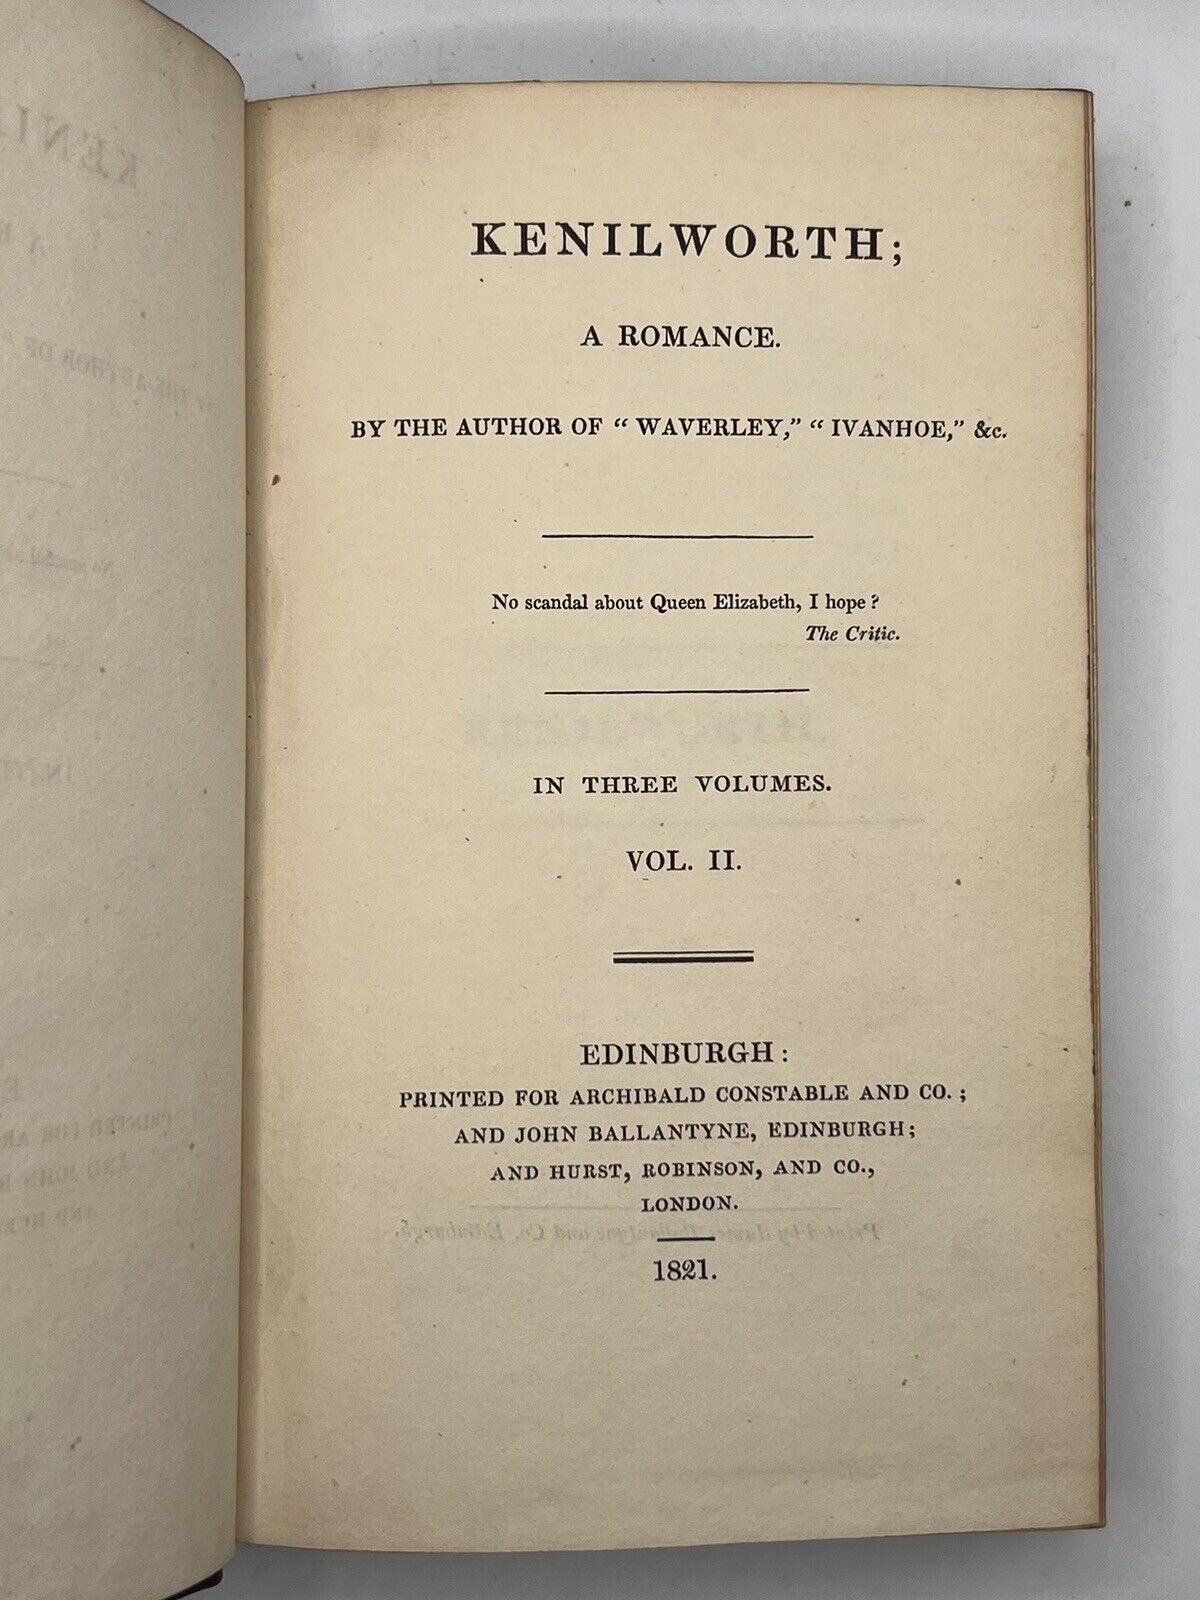 KENILWORTH;
A ROMANCE.
BY THE AUTHOR OF “ WAVERLEY,” “ IVANHOE,” &c.
No scandal about Queen Elizabeth, I hope ?
The Critic.
IN THREE VOLUMES.
VOL. II.
EDINBURGH :
PRINTED FOR ARCHIBALD CONSTABLE AND CO. ;
AND JOHN BALLANTYNE, EDINBURGH ;
AND HURST, ROBINSON, AND CO.,
LONDON.
1821.